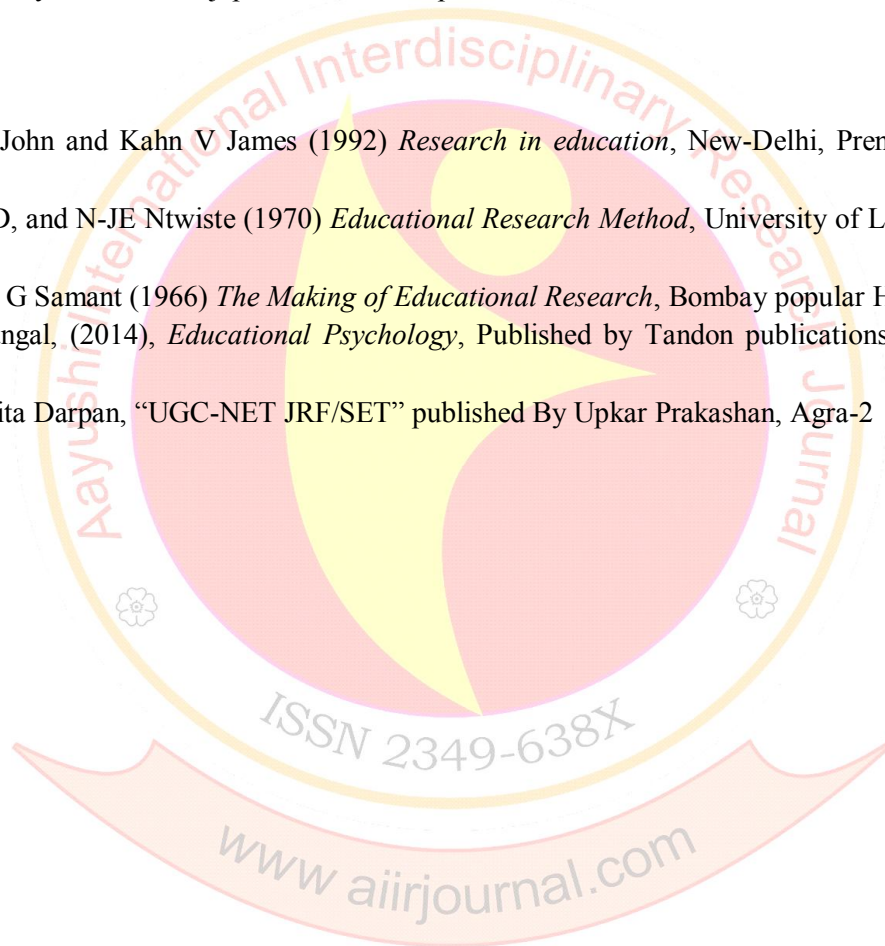 John and Kahn V James (1992) Research in education, New-Delhi, Pren
D, and N-JE Ntwiste (1970) Educational Research Method, University of L
G Samant (1966) The Making of Educational Research, Bombay popular H
ngal, (2014), Educational Psychology, Published by Tandon publications
ita Darpan, “UGC-NET JRF/SET” published By Upkar Prakashan, Agra-2
Aayushi International Interdisciplinary Research Journal
ISSN 2349-638X
www aiirjournal.com